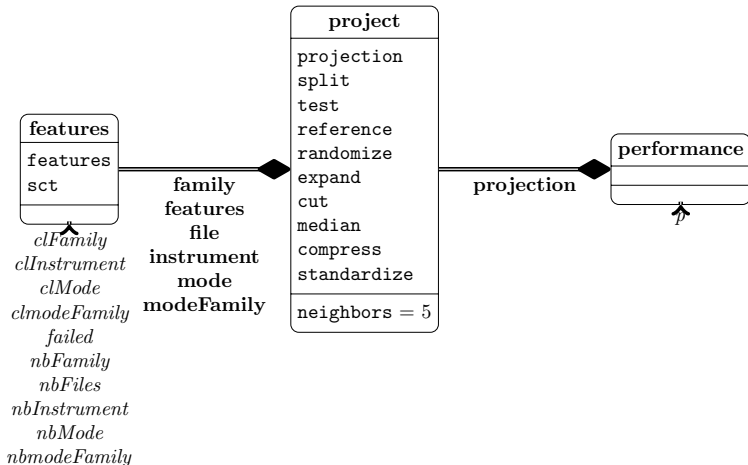 project
projection
split
test
reference
randomize
expand
cut
median
compress
standardize
neighbors = 5
features
features
sct
family
features
file
instrument
mode
modeFamily
projection
performance
p
clFamily
clInstrument
clMode
clmodeFamily
failed
nbFamily
nbFiles
nbInstrument
nbMode
nbmodeFamily